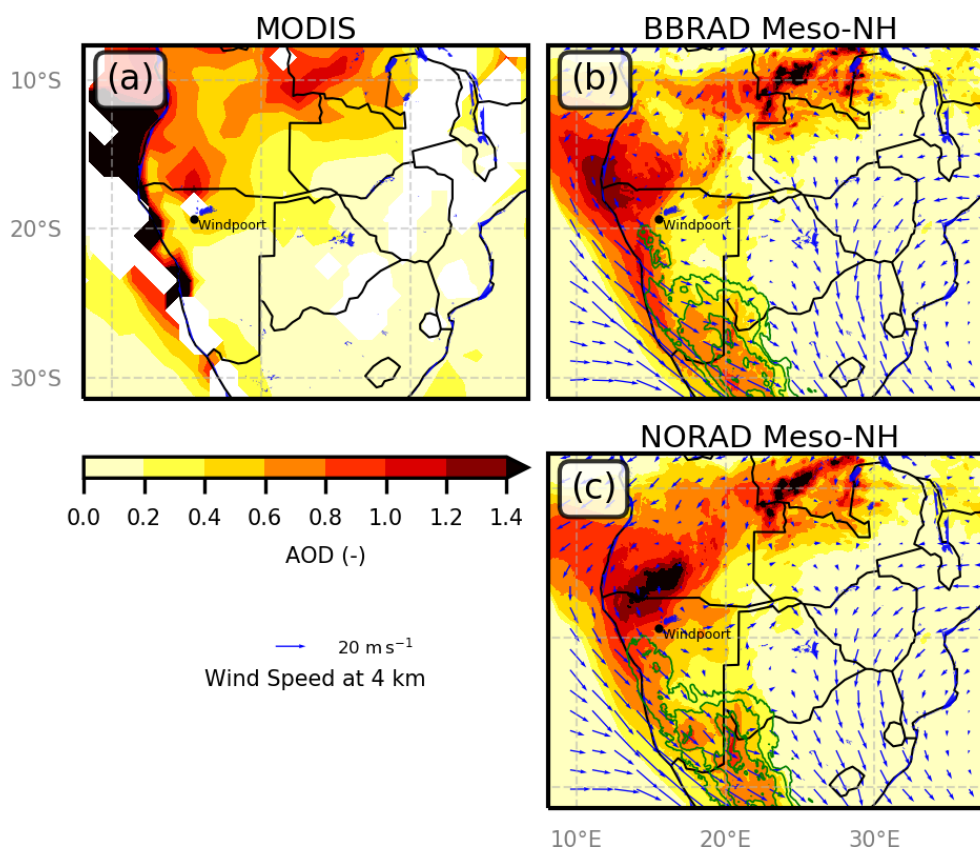 MODIS
BBRAD Meso-NH
(a)
(b)
10°S
20°S
30°S
Windpoort
Windpoort
NORAD Meso-NH
(c)
0.0 0.2 0.4 0.6 0.8 1.0 1.2 1.4
AOD (-)
Windpoort
20 m s⁻¹
Wind Speed at 4 km
10°E 20°E 30°E